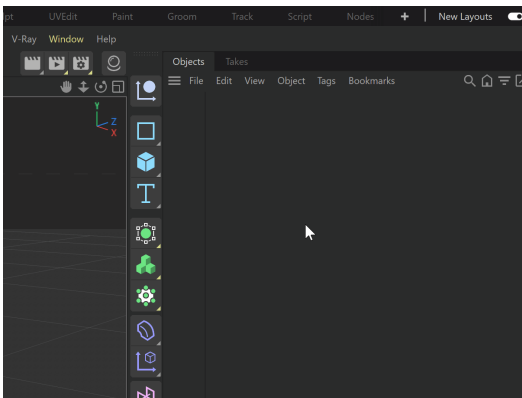 pt UVEdit Paint Groom Track Script Nodes + New Layouts
V-Ray Window Help
Objects Takes
File Edit View Object Tags Bookmarks
Y
Z
X